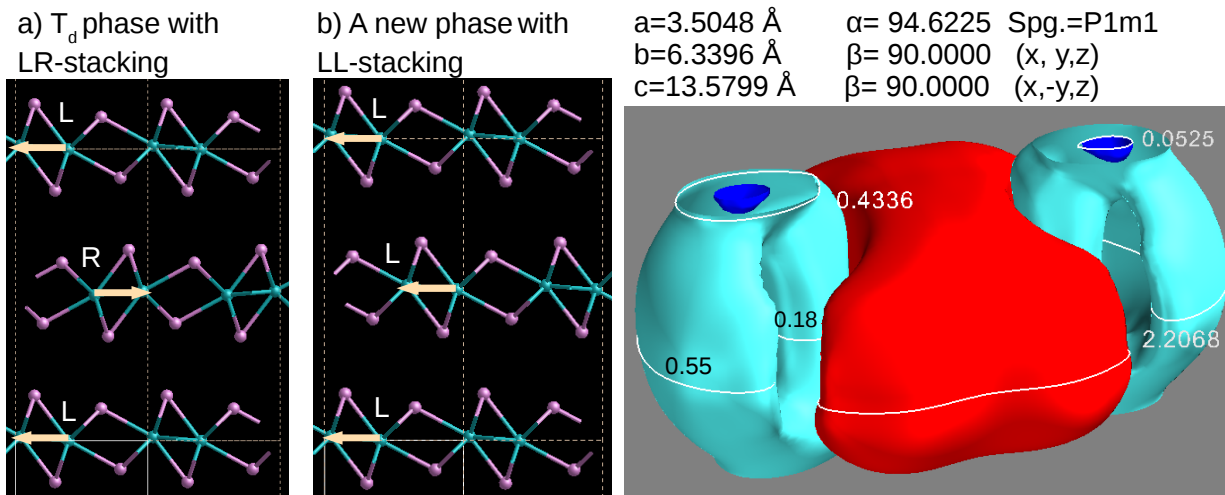 a) Td phase with
LR-stacking
b) A new phase with
LL-stacking
a=3.5048 Å α= 94.6225 Spg.=P1m1
b=6.3396 Å β= 90.0000 (x, y,z)
c=13.5799 Å β= 90.0000 (x,-y,z)
L
R
L
L
L
L
0.0525
0.4336
0.18
0.55
2.2068